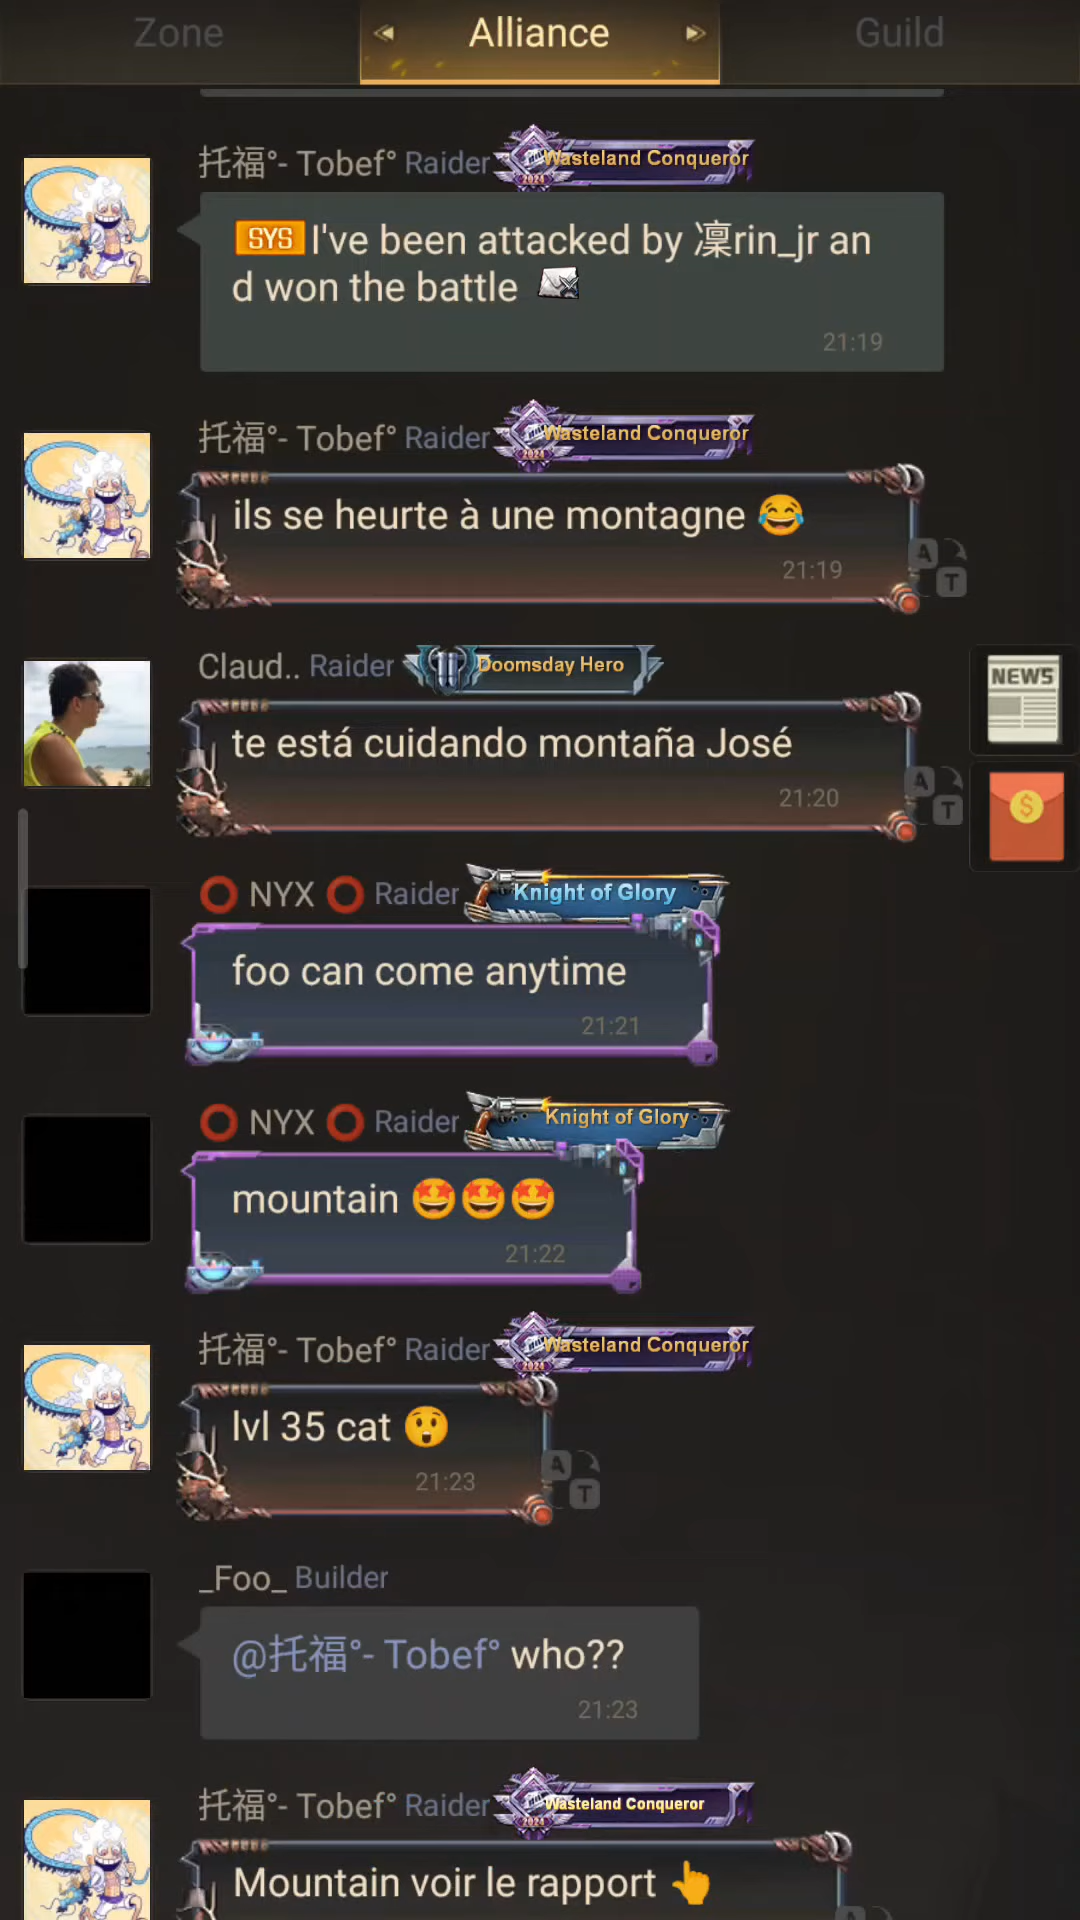 Zone
Alliance
Guild
托福°- Tobef° Raider Wasteland Conqueror
2024
SYS I've been attacked by 凜rin_jr an
d won the battle
21:19
托福°- Tobef° Raider Wasteland Conqueror
2024
ils se heurte à une montagne 😂
21:19
A
T
Claud.. Raider Doomsday Hero
te está cuidando montaña José
21:20
A
T
NEWS
$
⭕ NYX ⭕ Raider Knight of Glory
foo can come anytime
21:21
⭕ NYX ⭕ Raider Knight of Glory
mountain 🤩🤩🤩
21:22
托福°- Tobef° Raider Wasteland Conqueror
2024
lvl 35 cat 😲
21:23
A
T
_Foo_ Builder
@托福°- Tobef° who??
21:23
托福°- Tobef° Raider Wasteland Conqueror
2024
Mountain voir le rapport 👆